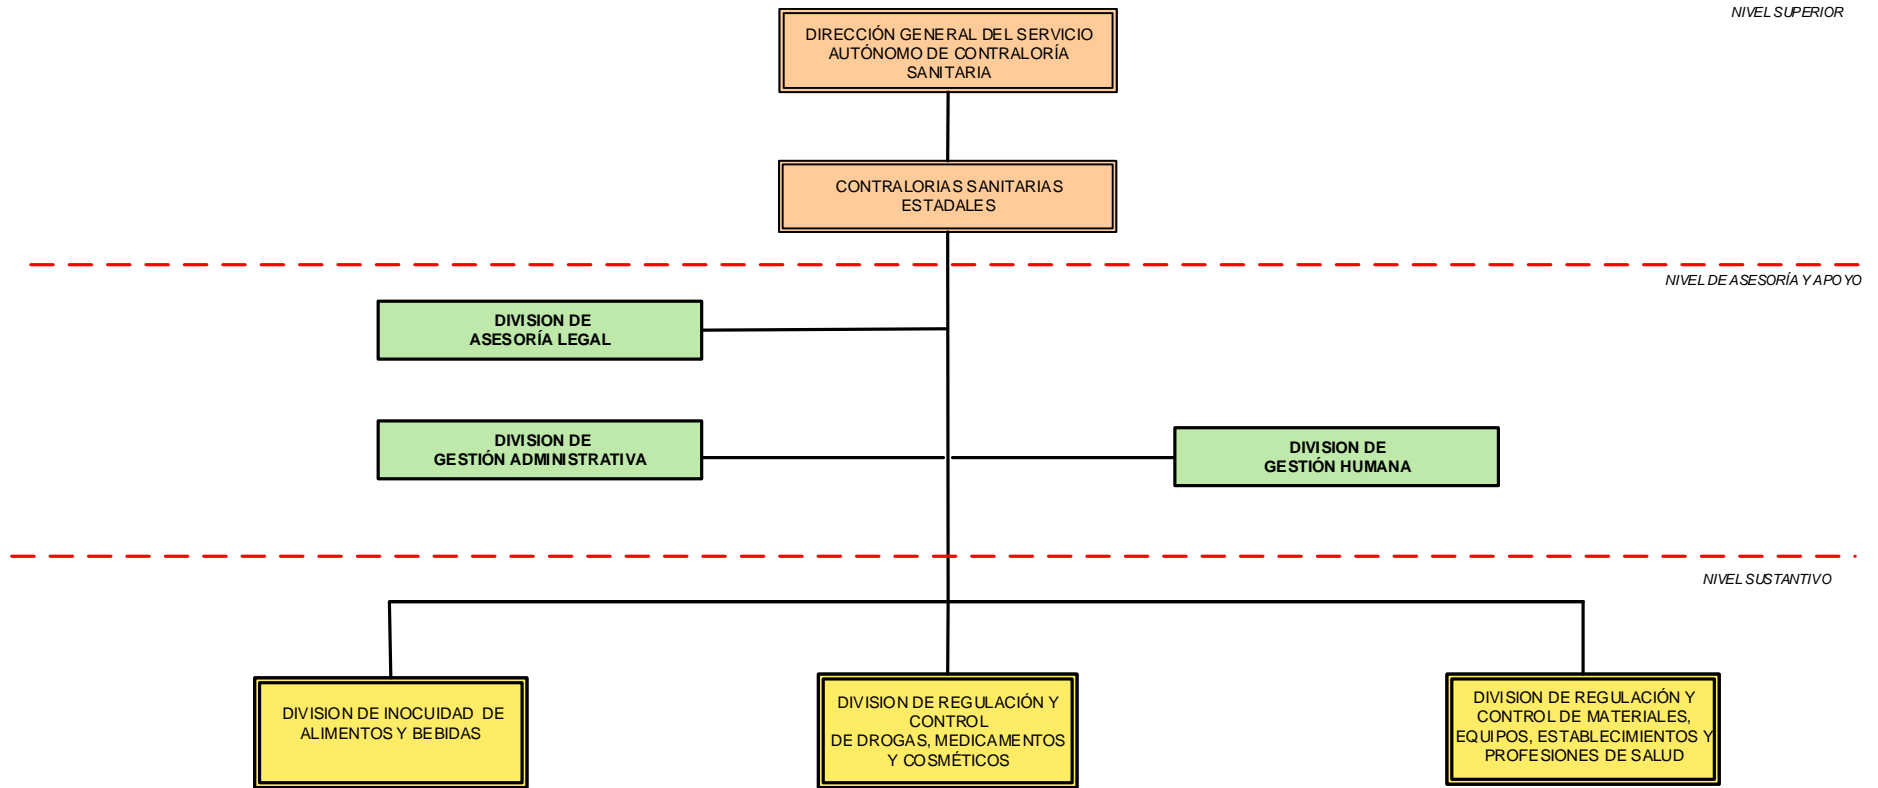 NIVEL SUPERIOR
DIRECCIÓN GENERAL DEL SERVICIO
AUTÓNOMO DE CONTRALORÍA
SANITARIA
CONTRALORIAS SANITARIAS
ESTADALES
NIVEL DE ASESORÍA Y APOYO
DIVISION DE
ASESORÍA LEGAL
DIVISION DE
GESTIÓN ADMINISTRATIVA
DIVISION DE
GESTIÓN HUMANA
NIVEL SUSTANTIVO
DIVISION DE INOCUIDAD DE
ALIMENTOS Y BEBIDAS
DIVISION DE REGULACIÓN Y
CONTROL
DE DROGAS, MEDICAMENTOS
Y COSMÉTICOS
DIVISION DE REGULACIÓN Y
CONTROL DE MATERIALES,
EQUIPOS, ESTABLECIMIENTOS Y
PROFESIONES DE SALUD